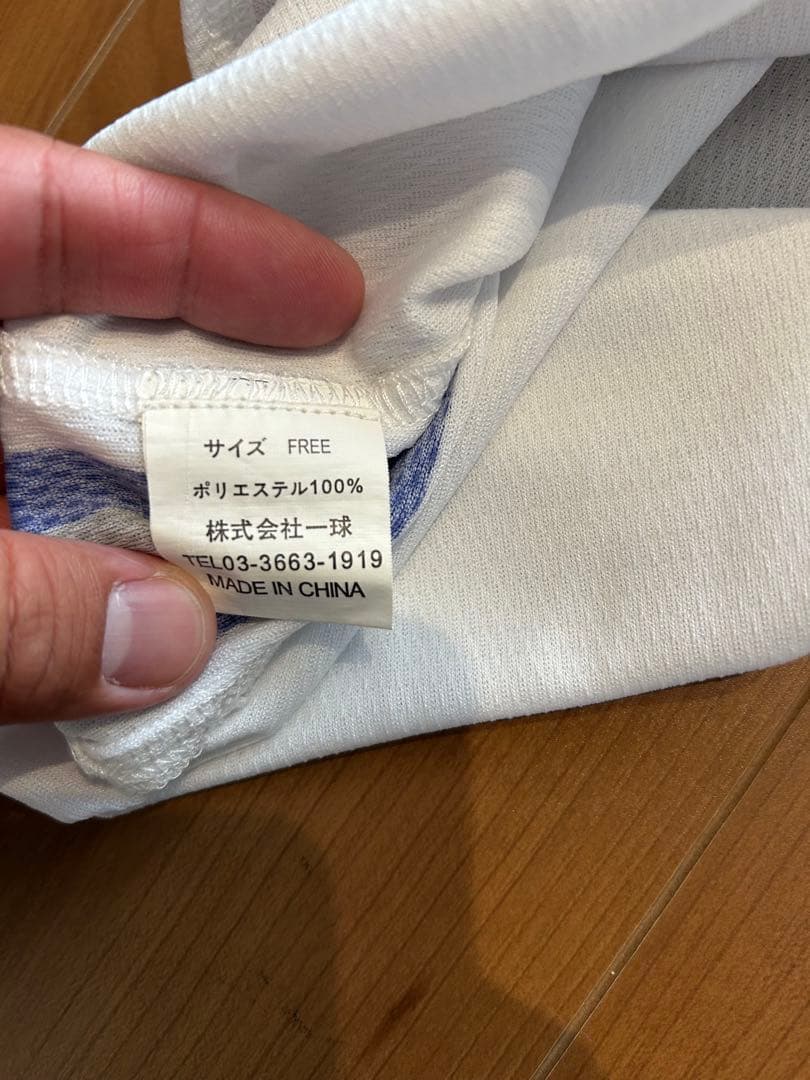 サイズ FREE
ポリエステル100%
株式会社一球
TEL03-3663-1919
MADE IN CHINA